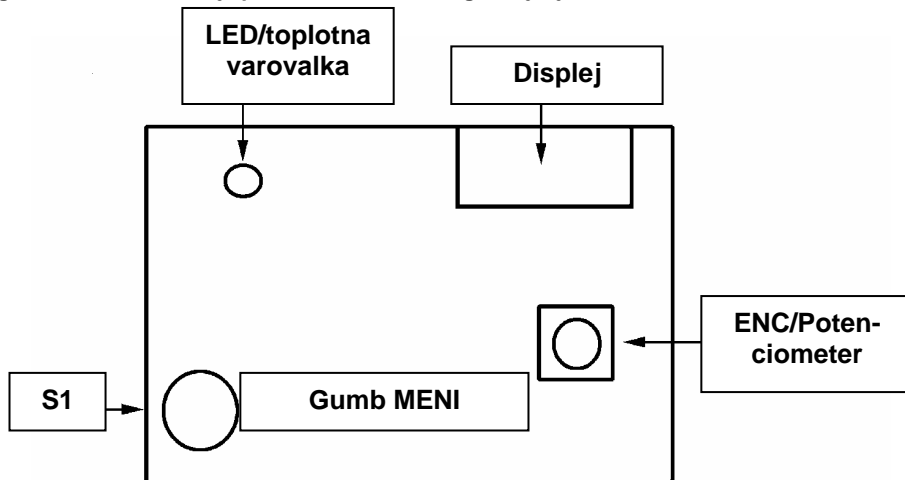 LED/toplotna
varovalka
Displej
ENC/Poten-
ciometer
S1
Gumb MENI